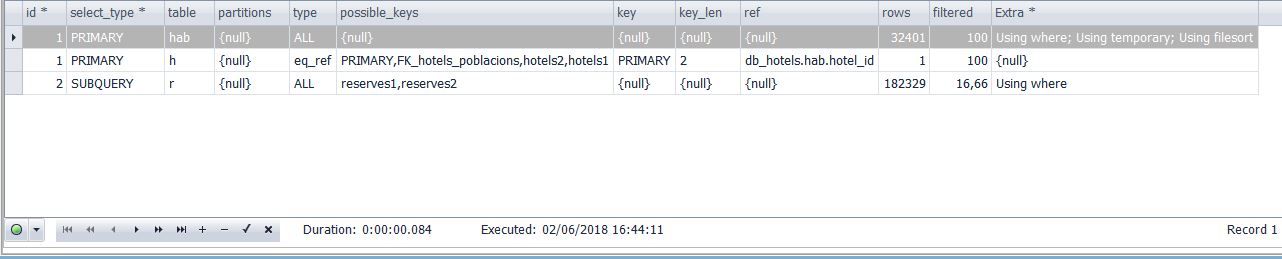 id * select_type * table partitions type possible_keys key key_len ref rows filtered Extra *
1 PRIMARY hab {null} ALL {null} {null} {null} {null} 32401 100 Using where; Using temporary; Using filesort
1 PRIMARY h {null} eq_ref PRIMARY,FK_hotels_poblacions,hotels2,hotels1 PRIMARY 2 db_hotels.hab.hotel_id 1 100 {null}
2 SUBQUERY r {null} ALL reserves1,reserves2 {null} {null} {null} 182329 16,66 Using where
Duration: 0:00:00.084 Executed: 02/06/2018 16:44:11 Record 1